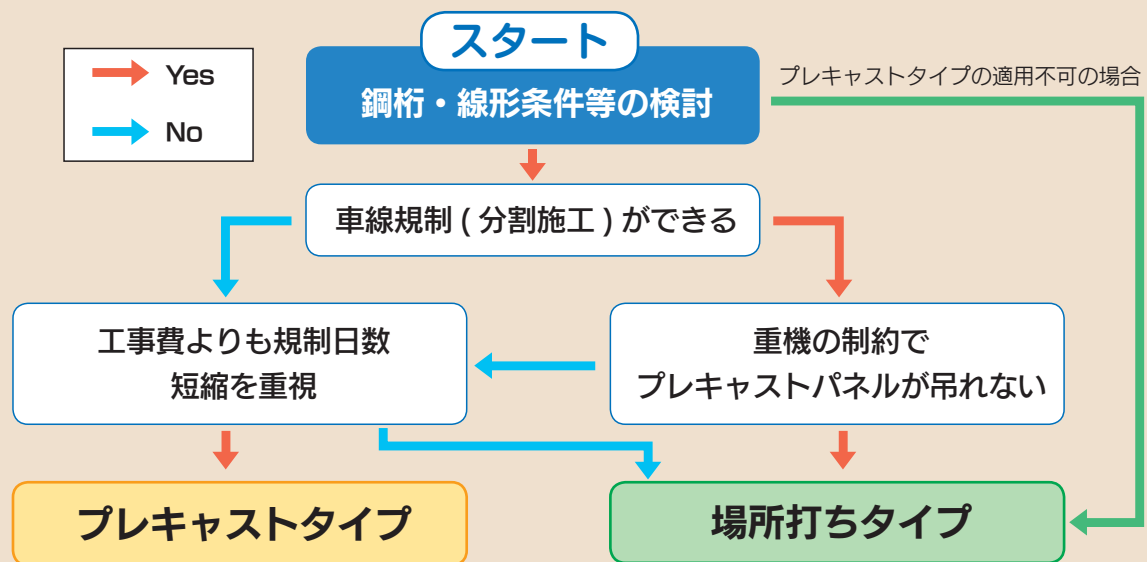 スタート
Yes
No
鋼桁・線形条件等の検討
プレキャストタイプの適用不可の場合
車線規制 ( 分割施工 ) ができる
工事費よりも規制日数
短縮を重視
重機の制約で
プレキャストパネルが吊れない
プレキャストタイプ
場所打ちタイプ